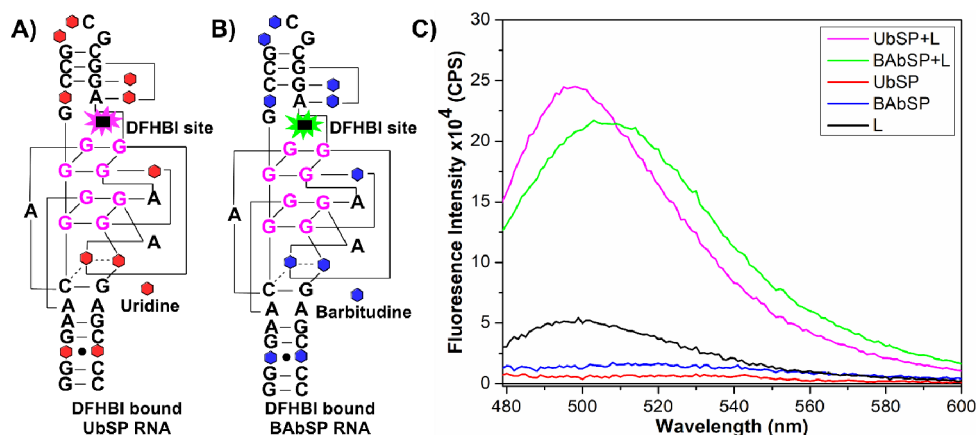 A)
C
G
G C
C G
C G
A
G
DFHBI site
G G
G G
A
G G A
G G
A
A
C G
Uridine
A A
A G
G C
G C
G C
DFHBI bound
UbSP RNA
B)
C
G
G C
C G
C G
A
G
DFHBI site
G G
G G
A
G G A
G G
A
A
C G
Barbitudine
A A
A G
G C
G C
G C
DFHBI bound
BAbSP RNA
C)
Fluoresence Intensity x10⁴ (CPS)
30
25
20
15
10
5
0
UbSP+L
BAbSP+L
UbSP
BAbSP
L
480 500 520 540 560 580 600
Wavelength (nm)